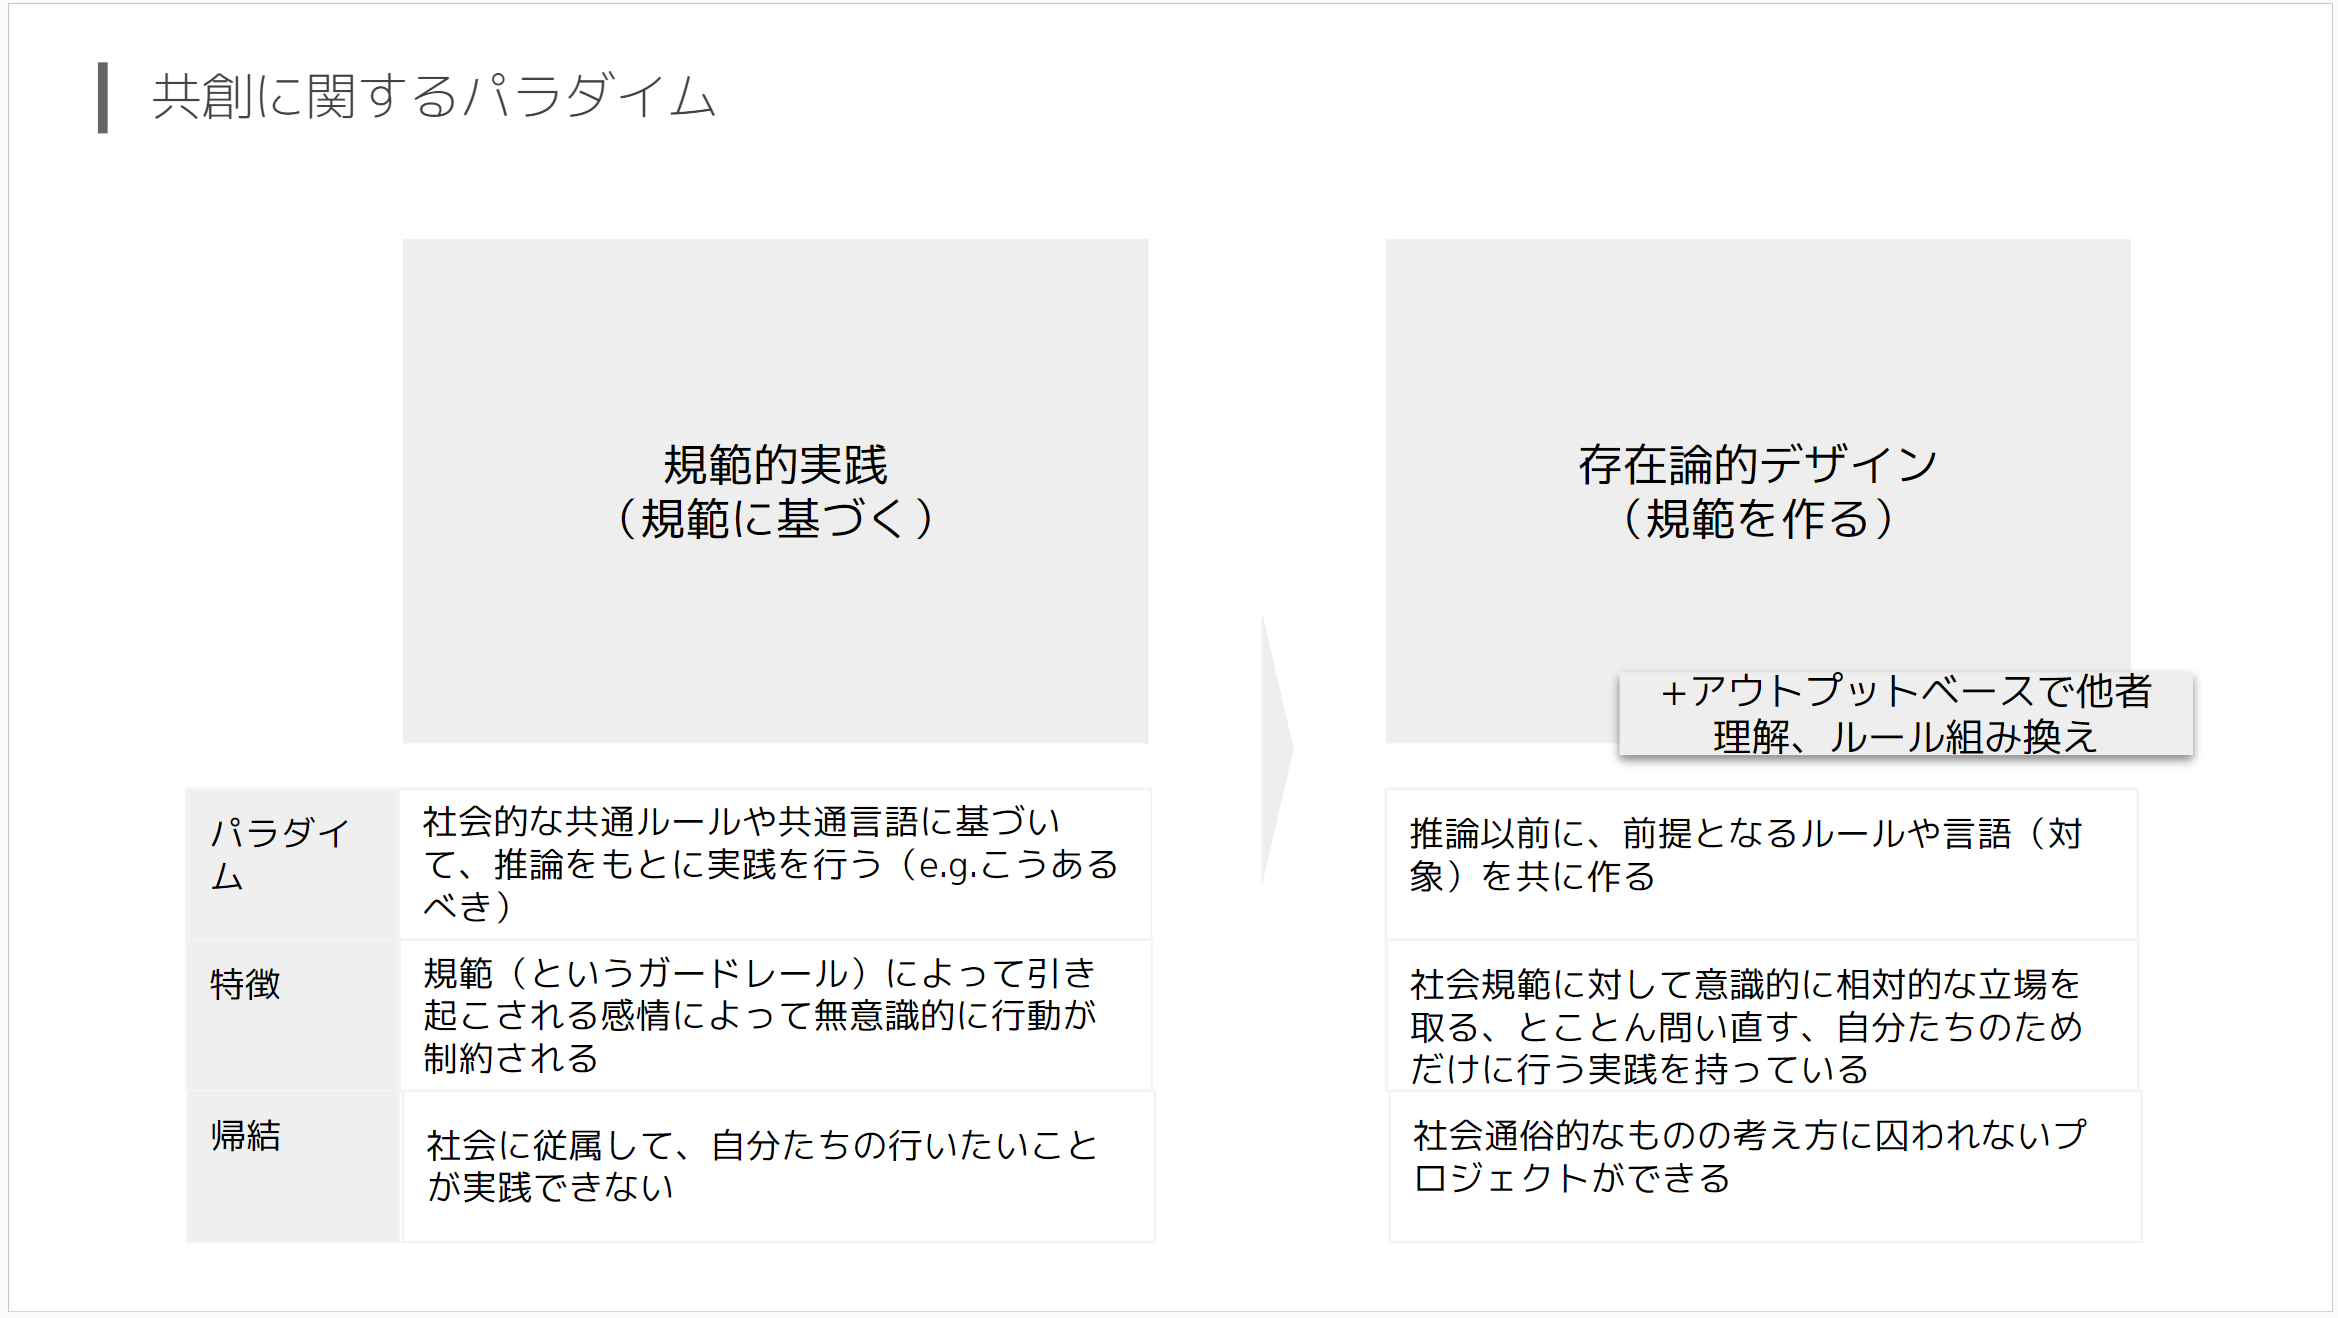 共創に関するパラダイム
規範的実践
（規範に基づく）
存在論的デザイン
（規範を作る）
+アウトプットベースで他者
理解、ルール組み換え
パラダイ
ム
社会的な共通ルールや共通言語に基づい
て、推論をもとに実践を行う（e.g.こうある
べき）
推論以前に、前提となるルールや言語（対
象）を共に作る
特徴
規範（というガードレール）によって引き
起こされる感情によって無意識的に行動が
制約される
社会規範に対して意識的に相対的な立場を
取る、とことん問い直す、自分たちのため
だけに行う実践を持っている
帰結
社会に従属して、自分たちの行いたいこと
が実践できない
社会通俗的なものの考え方に囚われないプ
ロジェクトができる